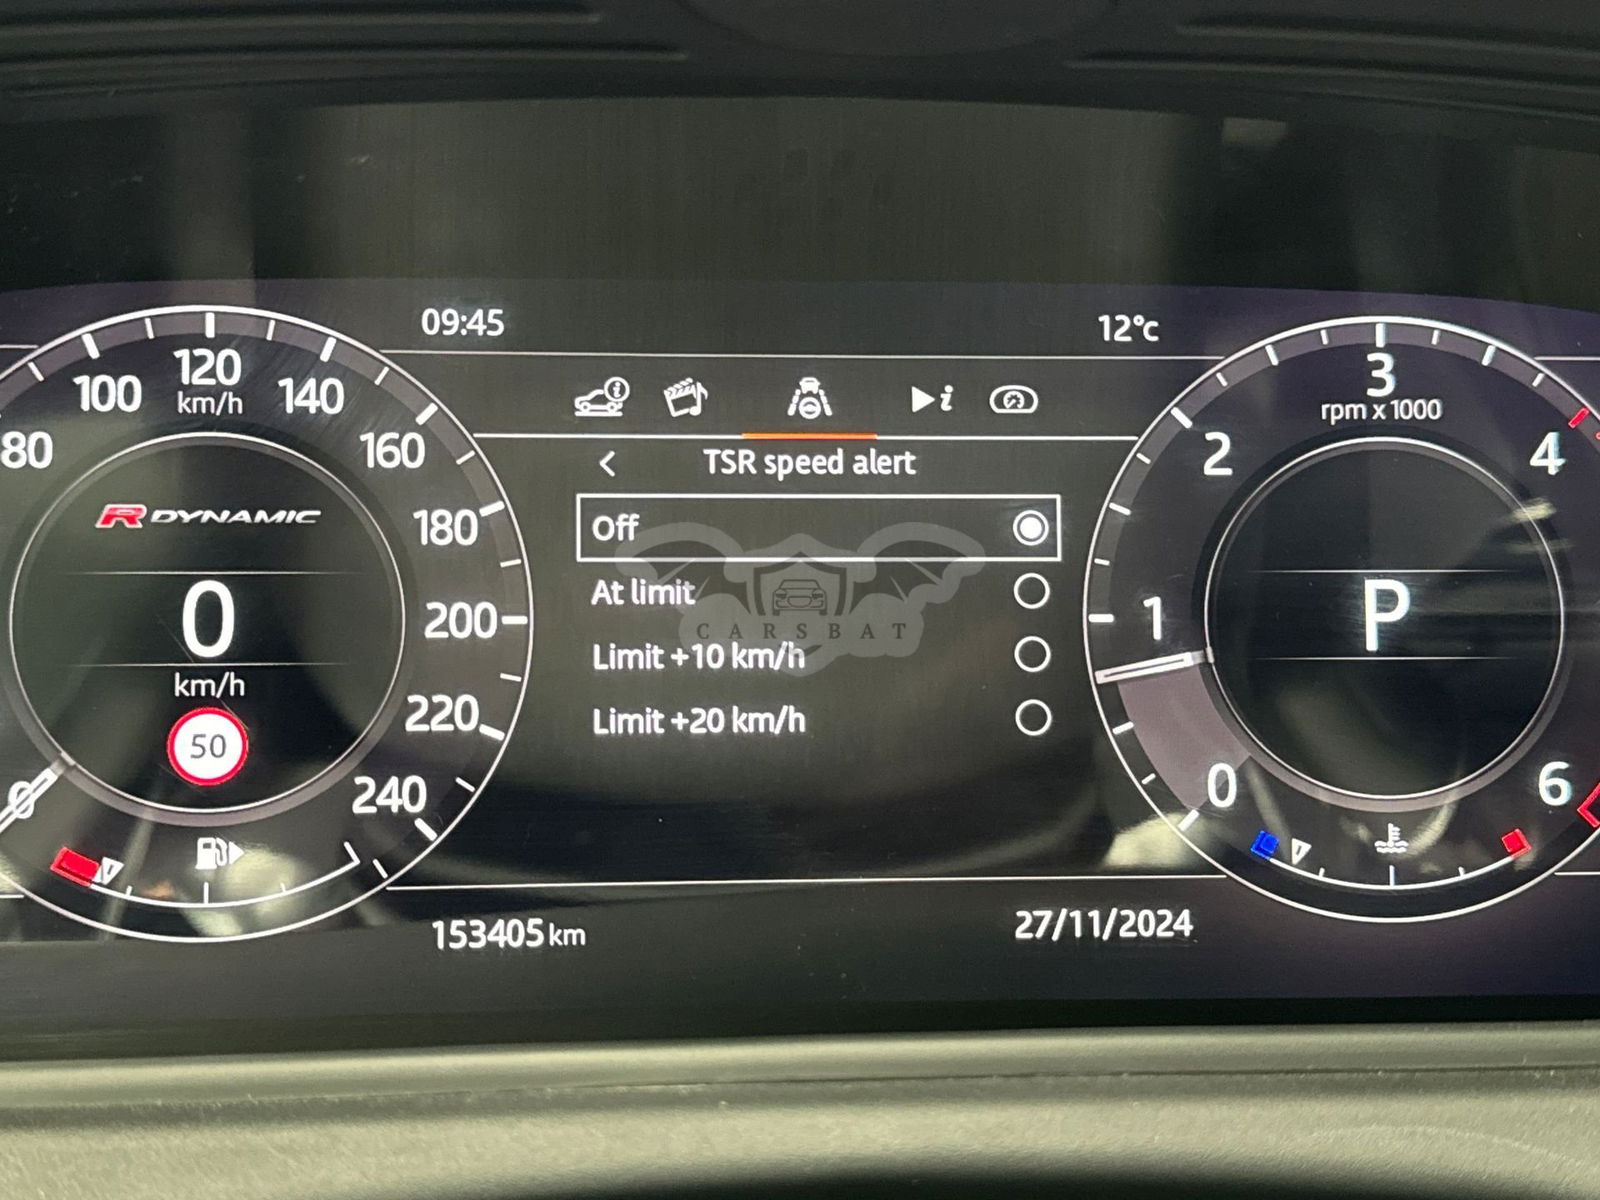 09:45
12°c
100
120
140
km/h
80
160
180
200
220
240
0
R DYNAMIC
0
km/h
50
TSR speed alert
Off
At limit
Limit +10 km/h
Limit +20 km/h
CARSBAT
3
rpm x 1000
2
4
1
0
6
P
153405 km
27/11/2024